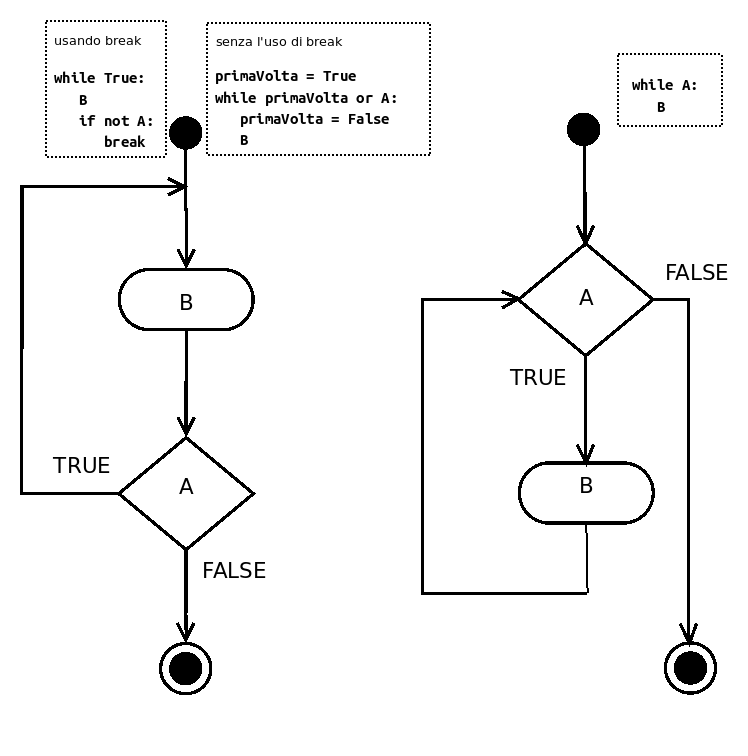 usando break
while True:
   B
   if not A:
      break
senza l'uso di break
primaVolta = True
while primaVolta or A:
   primaVolta = False
   B
while A:
   B
B
TRUE
A
FALSE
A
FALSE
TRUE
B